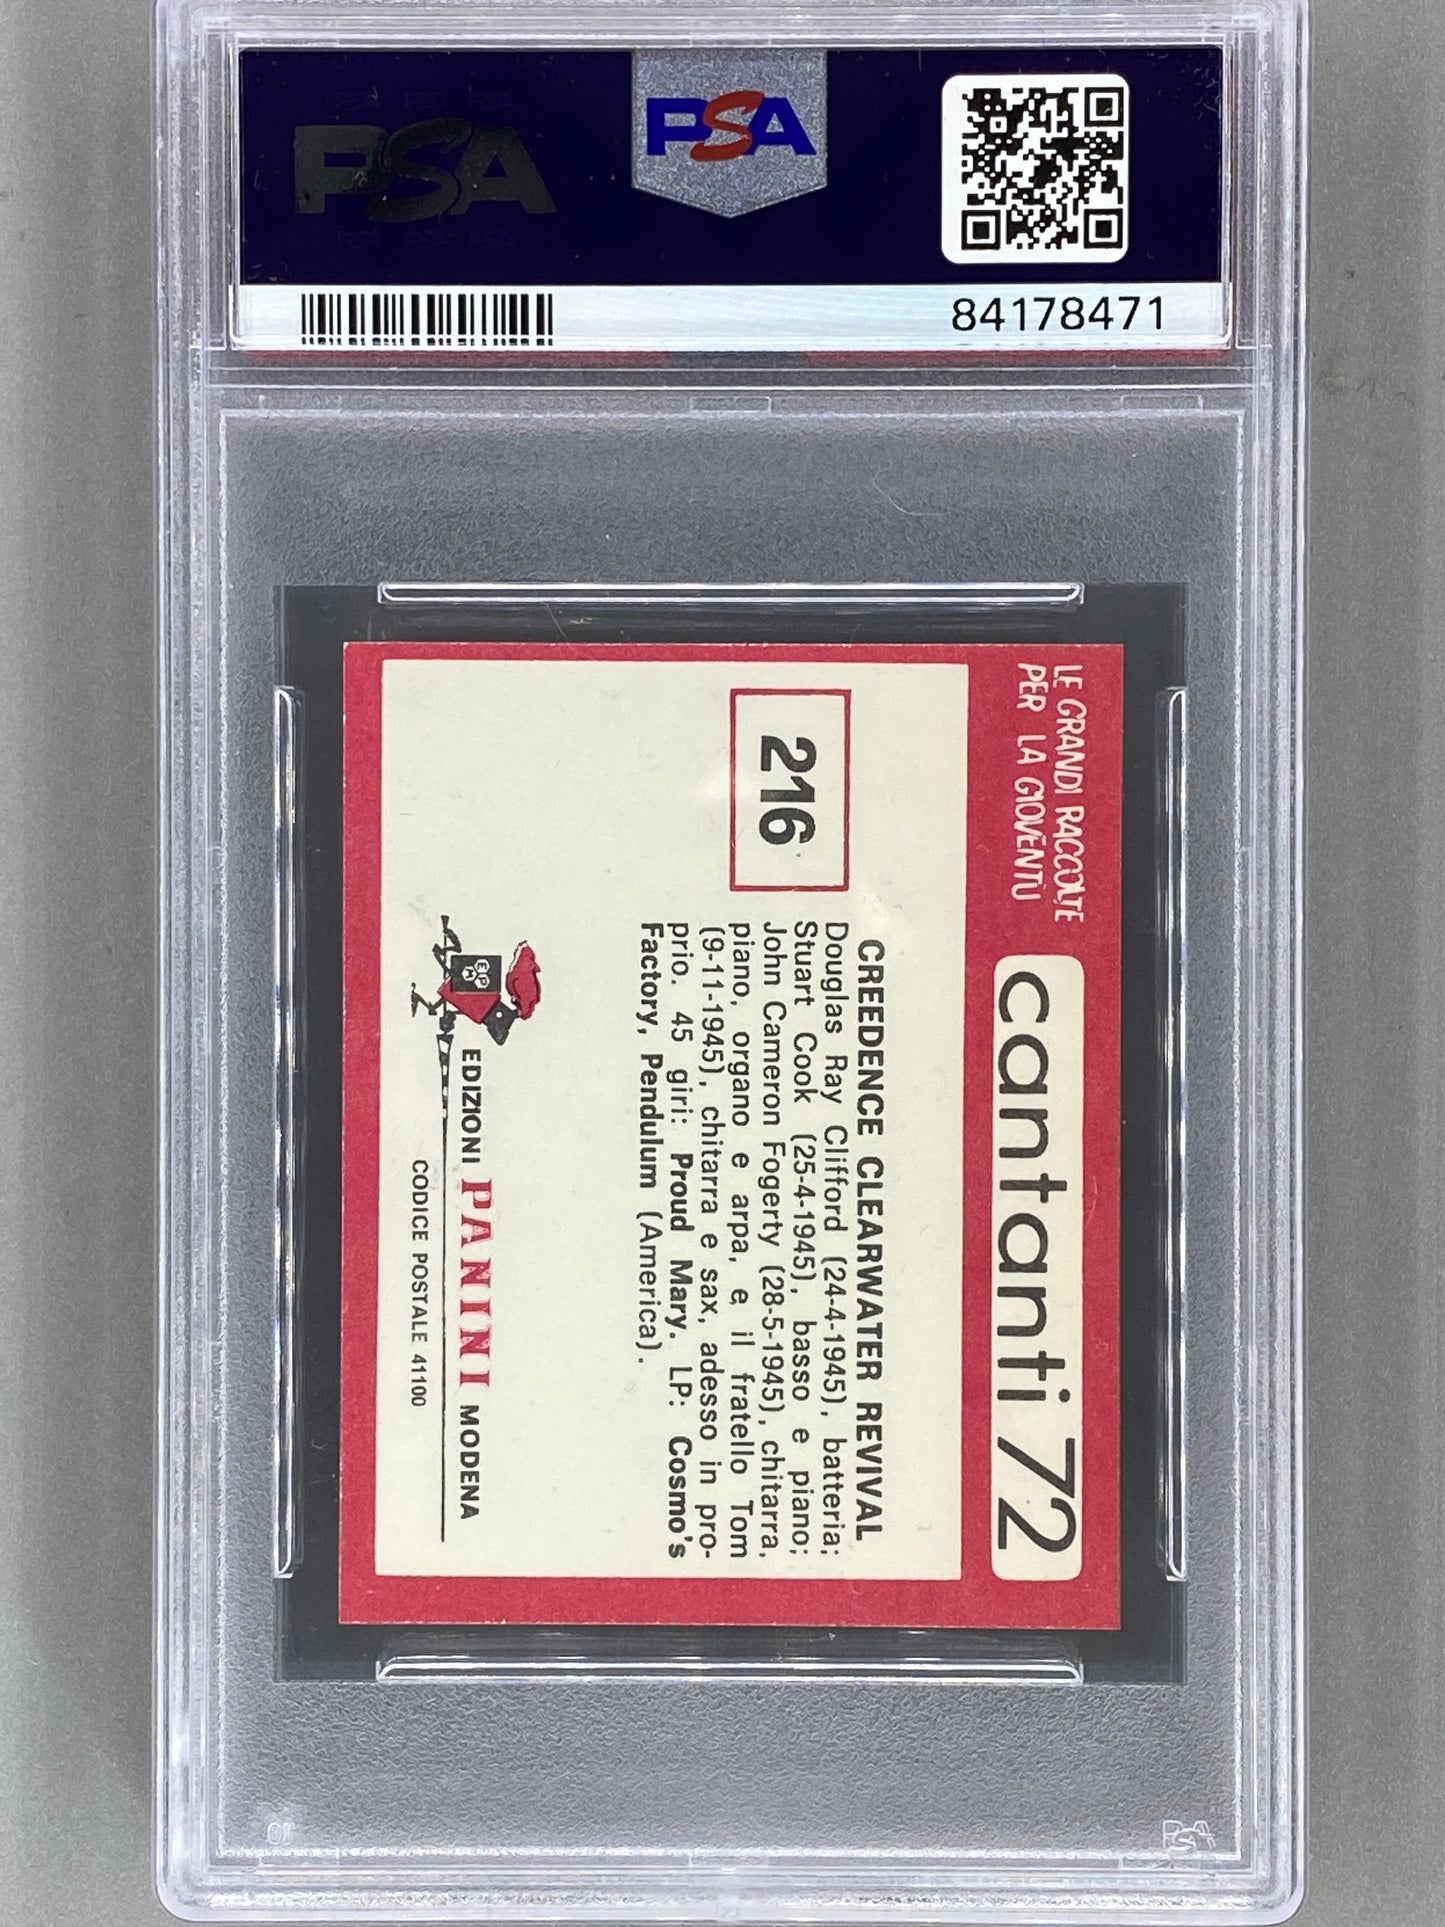 PSA
PSA
84178471
LE GRANDI RACCOLTE
PER LA GIOVENTÙ
cantanti 72
216
CREEDENCE CLEARWATER REVIVAL
Douglas Ray Clifford (24-4-1945), batteria;
Stuart Cook (25-4-1945), basso e piano;
John Cameron Fogerty (28-5-1945), chitarra,
piano, organo e arpa, e il fratello Tom
(9-11-1945), chitarra e sax, adesso in pro-
prio. 45 giri: Proud Mary. LP: Cosmo's
Factory, Pendulum (America).
EPM
EDIZIONI PANINI MODENA
CODICE POSTALE 41100